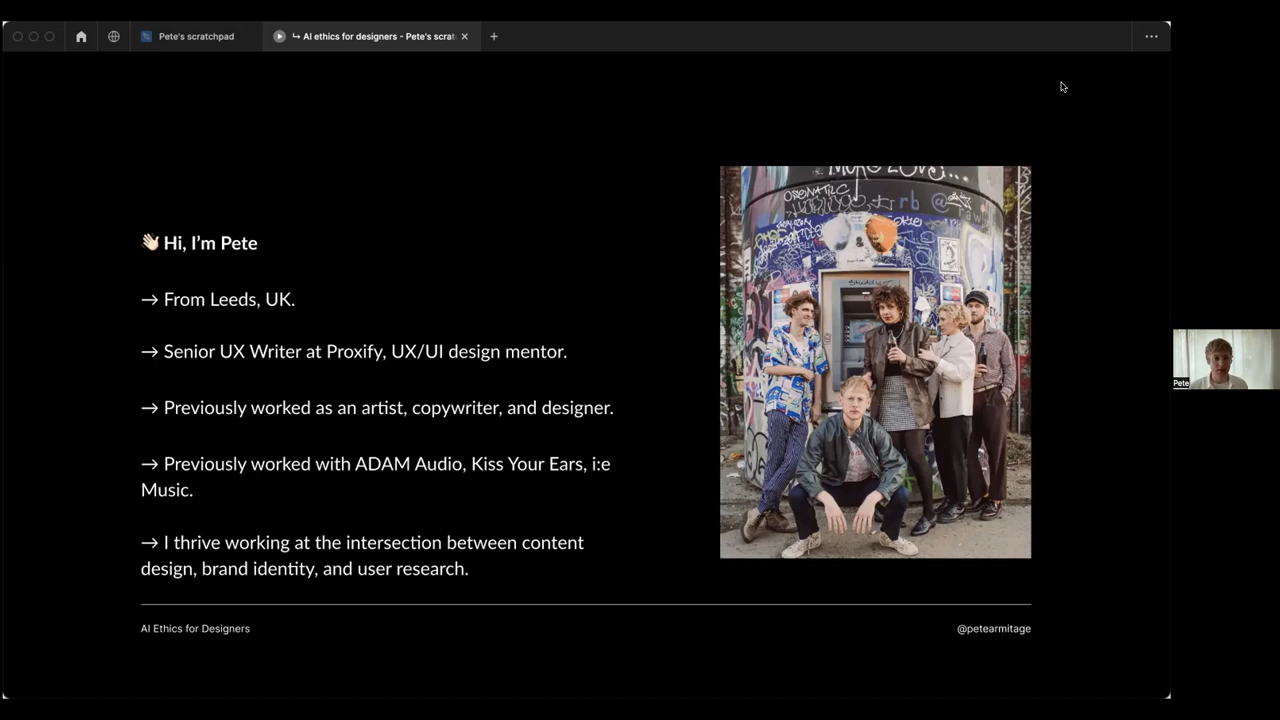 Pete's scratchpad
↪ AI ethics for designers - Pete's scrat
👋🏻 Hi, I'm Pete
→ From Leeds, UK.
→ Senior UX Writer at Proxify, UX/UI design mentor.
→ Previously worked as an artist, copywriter, and designer.
→ Previously worked with ADAM Audio, Kiss Your Ears, i:e
Music.
→ I thrive working at the intersection between content
design, brand identity, and user research.
MORE LOVE...
AI Ethics for Designers
@petearmitage
Pete